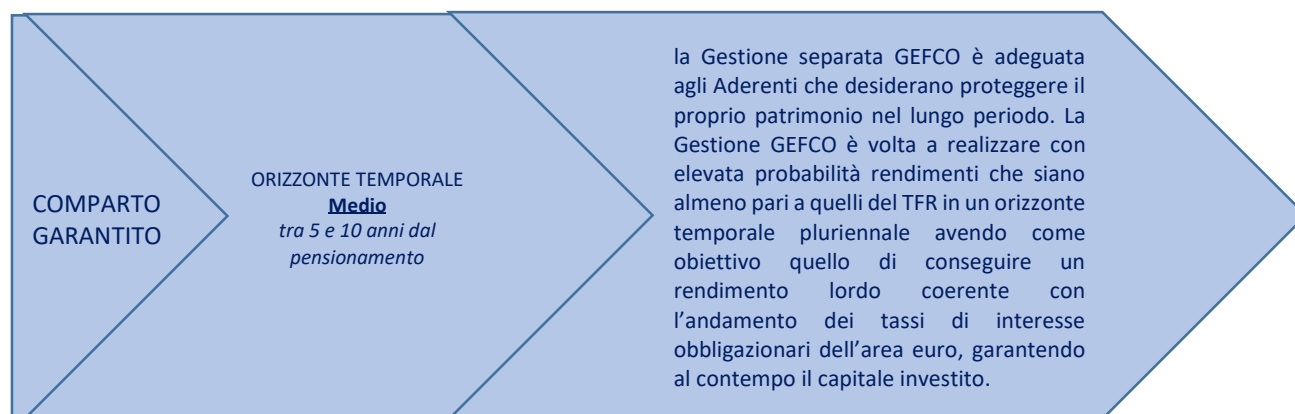 COMPARTO
GARANTITO
ORIZZONTE TEMPORALE
Medio
tra 5 e 10 anni dal
pensionamento
la Gestione separata GEFCO è adeguata
agli Aderenti che desiderano proteggere il
proprio patrimonio nel lungo periodo. La
Gestione GEFCO è volta a realizzare con
elevata probabilità rendimenti che siano
almeno pari a quelli del TFR in un orizzonte
temporale pluriennale avendo come
obiettivo quello di conseguire un
rendimento lordo coerente con
l’andamento dei tassi di interesse
obbligazionari dell’area euro, garantendo
al contempo il capitale investito.